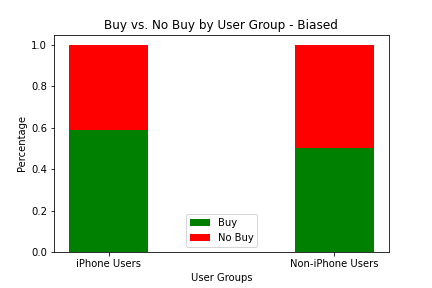 Buy vs. No Buy by User Group - Biased
1.0
0.8
0.6
0.4
0.2
0.0
Percentage
Buy
No Buy
iPhone Users
Non-iPhone Users
User Groups